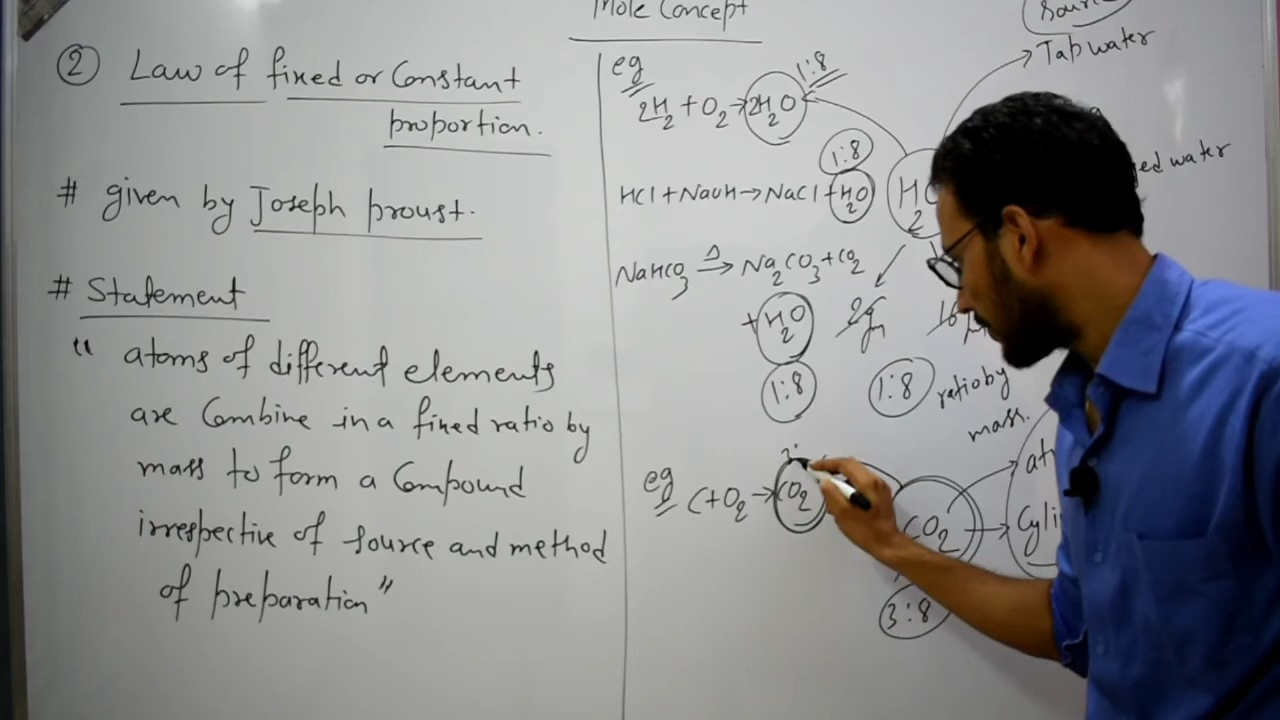 Mole Concept
② Law of fixed or Constant
proportion.
# given by Joseph proust.
# Statement
“ atoms of different elements
are Combine in a fixed ratio by
mass to form a Compound
irrespective of source and method
of preparation”
eg
2H₂ + O₂ → 2H₂O
1:8
HCl + NaOH → NaCl + H₂O
1:8
NaHCO₃ →Δ Na₂CO₃ + CO₂
+ H₂O
1:8
Tap water
water
1:8
ratio by
mass.
eg C + O₂ → CO₂
CO₂
3:8